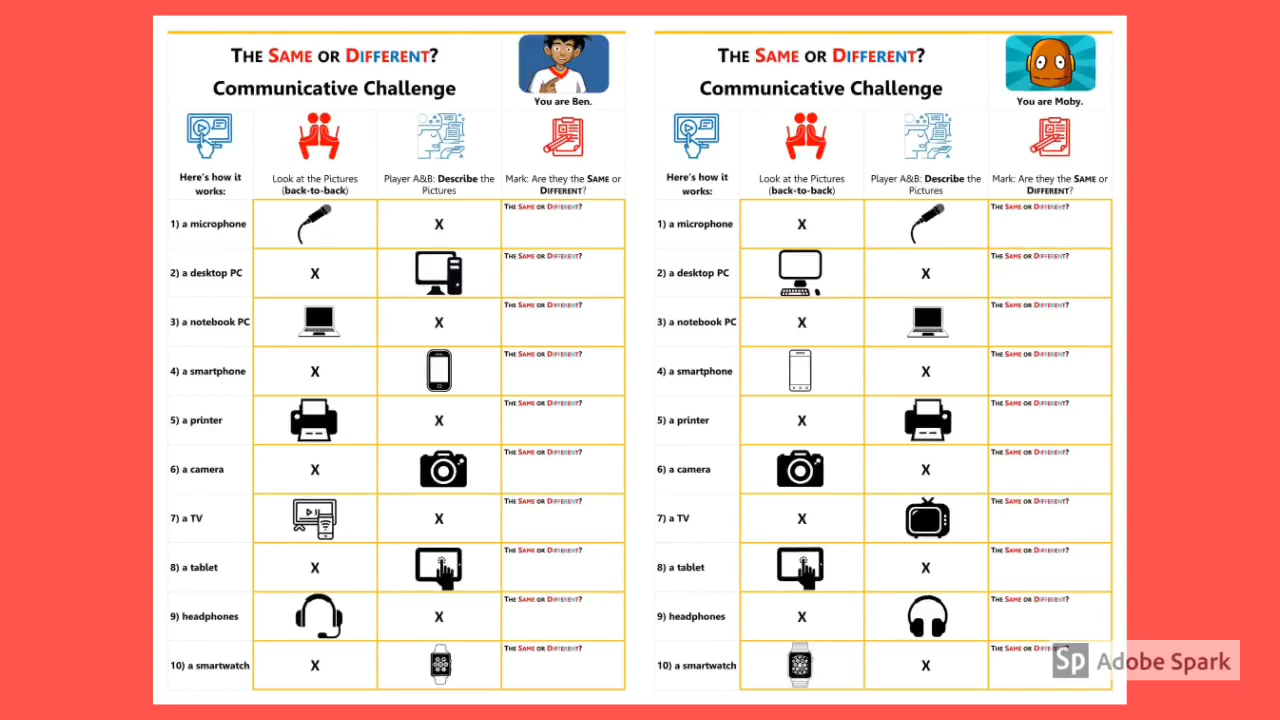 THE SAME OR DIFFERENT?
Communicative Challenge
You are Ben.
Here's how it
works:
Look at the Pictures
(back-to-back)
Player A&B: Describe the
Pictures
Mark: Are they the SAME or
DIFFERENT?
1) a microphone
X
THE SAME OR DIFFERENT?
2) a desktop PC
X
THE SAME OR DIFFERENT?
3) a notebook PC
X
THE SAME OR DIFFERENT?
4) a smartphone
X
THE SAME OR DIFFERENT?
5) a printer
X
THE SAME OR DIFFERENT?
6) a camera
X
THE SAME OR DIFFERENT?
7) a TV
X
THE SAME OR DIFFERENT?
8) a tablet
X
THE SAME OR DIFFERENT?
9) headphones
X
THE SAME OR DIFFERENT?
10) a smartwatch
X
THE SAME OR DIFFERENT?
THE SAME OR DIFFERENT?
Communicative Challenge
You are Moby.
Here's how it
works:
Look at the Pictures
(back-to-back)
Player A&B: Describe the
Pictures
Mark: Are they the SAME or
DIFFERENT?
1) a microphone
X
THE SAME OR DIFFERENT?
2) a desktop PC
X
THE SAME OR DIFFERENT?
3) a notebook PC
X
THE SAME OR DIFFERENT?
4) a smartphone
X
THE SAME OR DIFFERENT?
5) a printer
X
THE SAME OR DIFFERENT?
6) a camera
X
THE SAME OR DIFFERENT?
7) a TV
X
THE SAME OR DIFFERENT?
8) a tablet
X
THE SAME OR DIFFERENT?
9) headphones
X
THE SAME OR DIFFERENT?
10) a smartwatch
X
THE SAME OR DIFFERENT?
Sp Adobe Spark